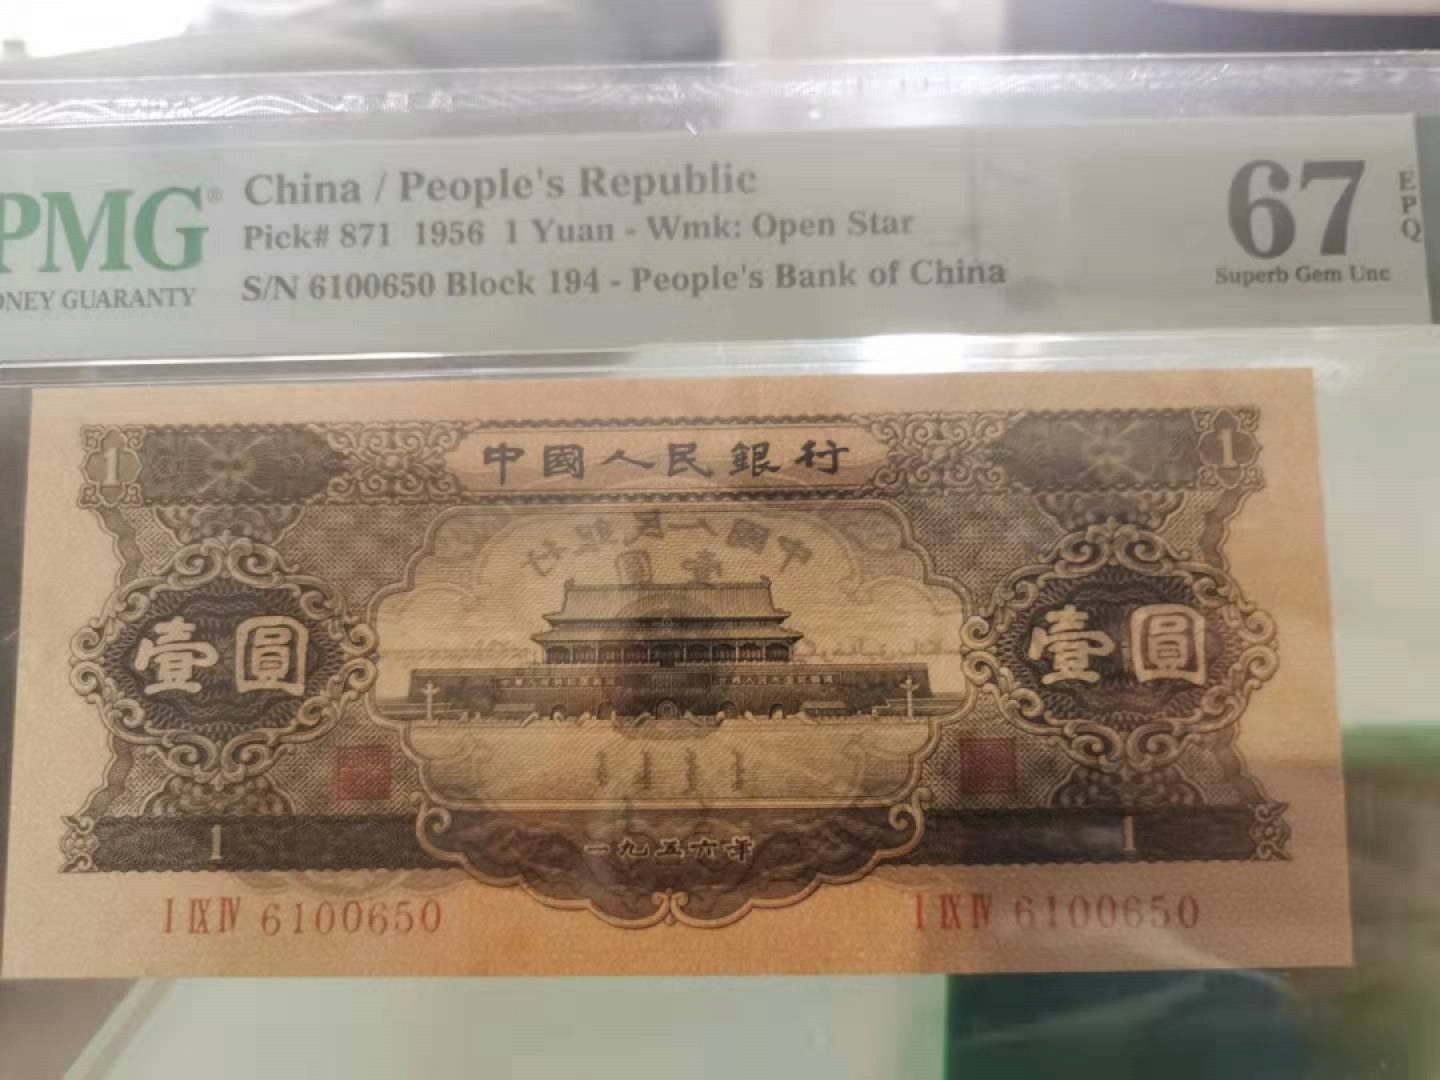 PMG®
ONEY GUARANTY
China / People's Republic
Pick# 871 1956 1 Yuan - Wmk: Open Star
S/N 6100650 Block 194 - People's Bank of China
67 EPQ
Superb Gem Unc
1 中國人民銀行 1
壹圓 壹圓
1 一九五六年 1
I IX IV 6100650 I IX IV 6100650